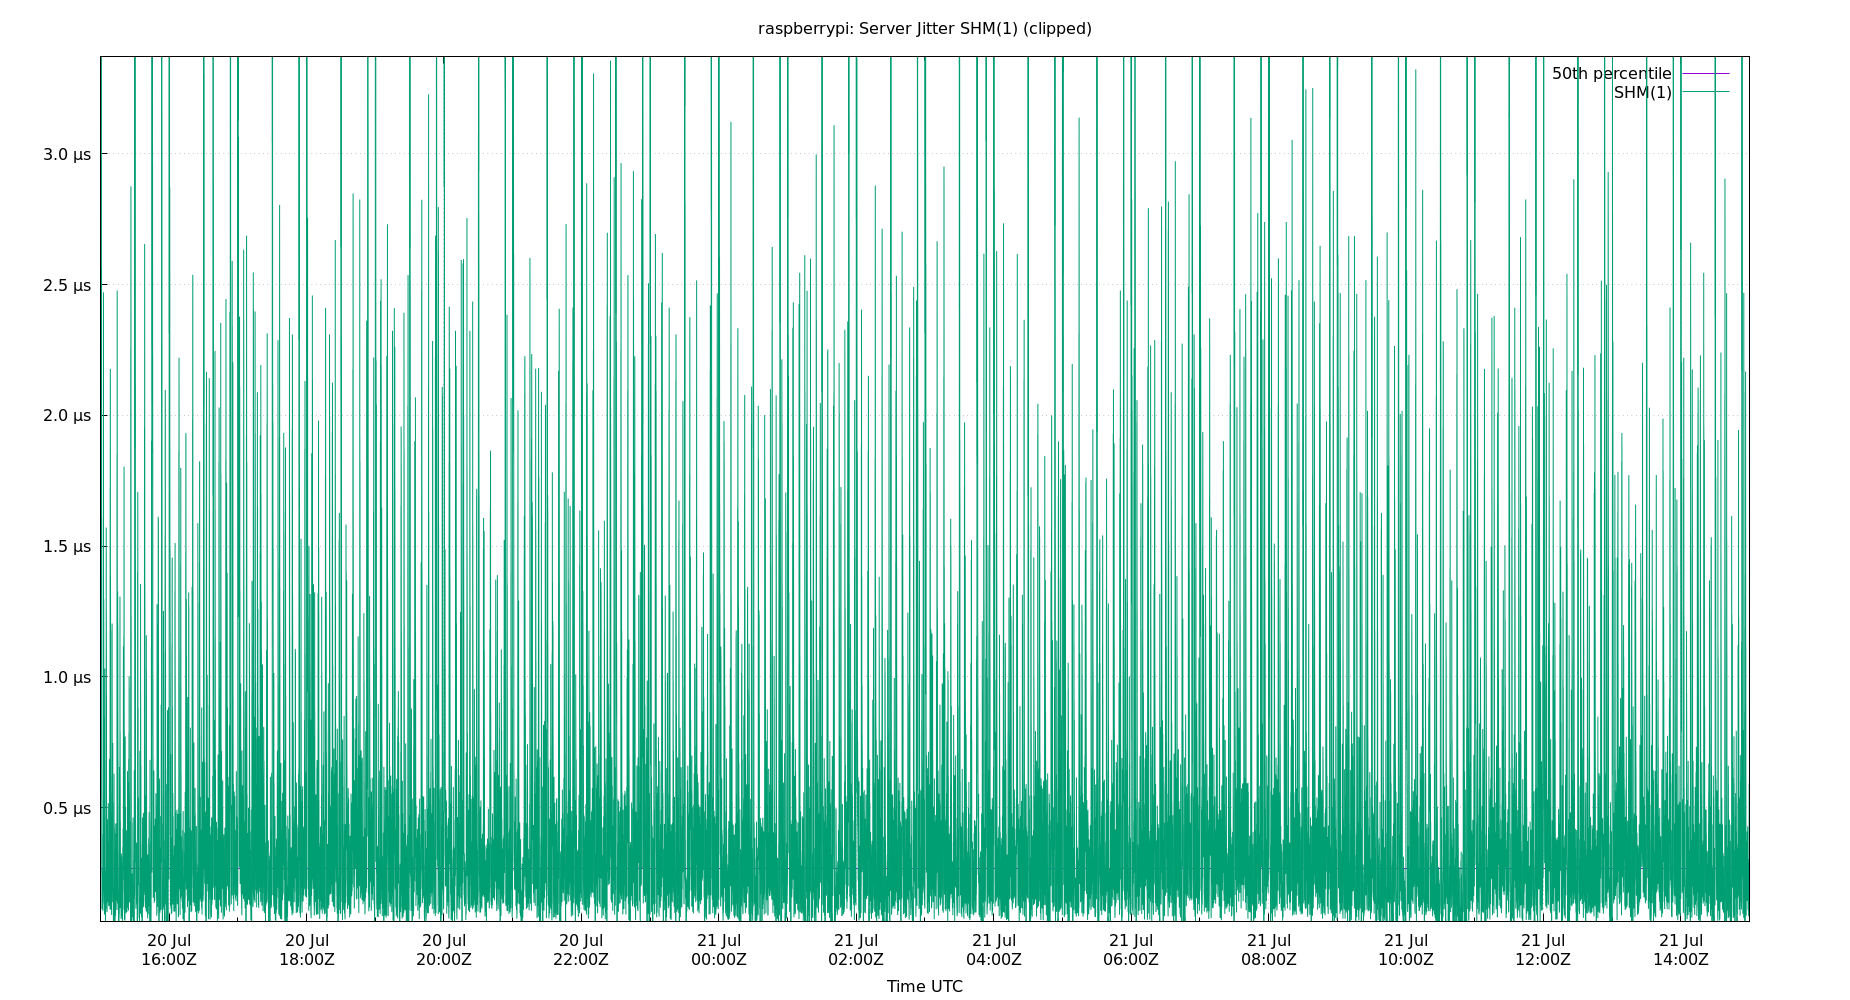 raspberrypi: Server Jitter SHM(1) (clipped)
50th percentile
SHM(1)
3.0 µs
2.5 µs
2.0 µs
1.5 µs
1.0 µs
0.5 µs
20 Jul 20 Jul 20 Jul 20 Jul 21 Jul 21 Jul 21 Jul 21 Jul 21 Jul 21 Jul 21 Jul 21 Jul
16:00Z 18:00Z 20:00Z 22:00Z 00:00Z 02:00Z 04:00Z 06:00Z 08:00Z 10:00Z 12:00Z 14:00Z
Time UTC